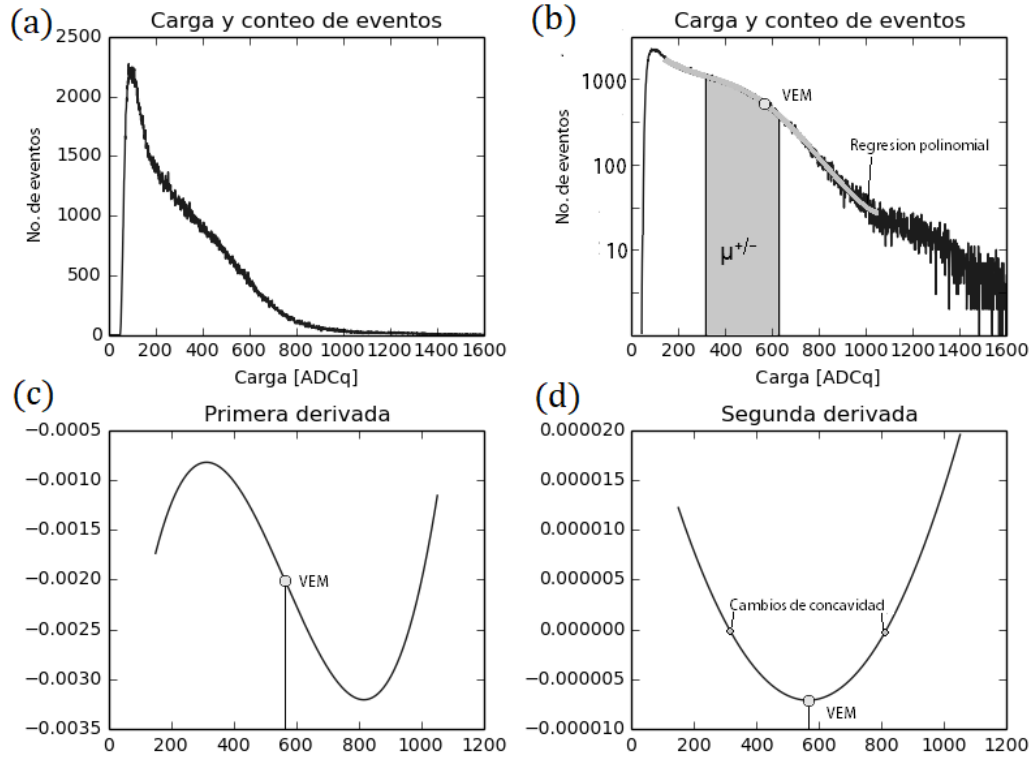 (a)
Carga y conteo de eventos
No. de eventos
2500
2000
1500
1000
500
0
0 200 400 600 800 1000 1200 1400 1600
Carga [ADCq]
(b)
Carga y conteo de eventos
No. de eventos
1000
100
10
VEM
Regresion polinomial
μ+/−
0 200 400 600 800 1000 1200 1400 1600
Carga [ADCq]
(c)
Primera derivada
−0.0005
−0.0010
−0.0015
−0.0020
−0.0025
−0.0030
−0.0035
VEM
0 200 400 600 800 1000 1200
(d)
Segunda derivada
0.000020
0.000015
0.000010
0.000005
0.000000
−0.000005
−0.000010
Cambios de concavidad
VEM
0 200 400 600 800 1000 1200